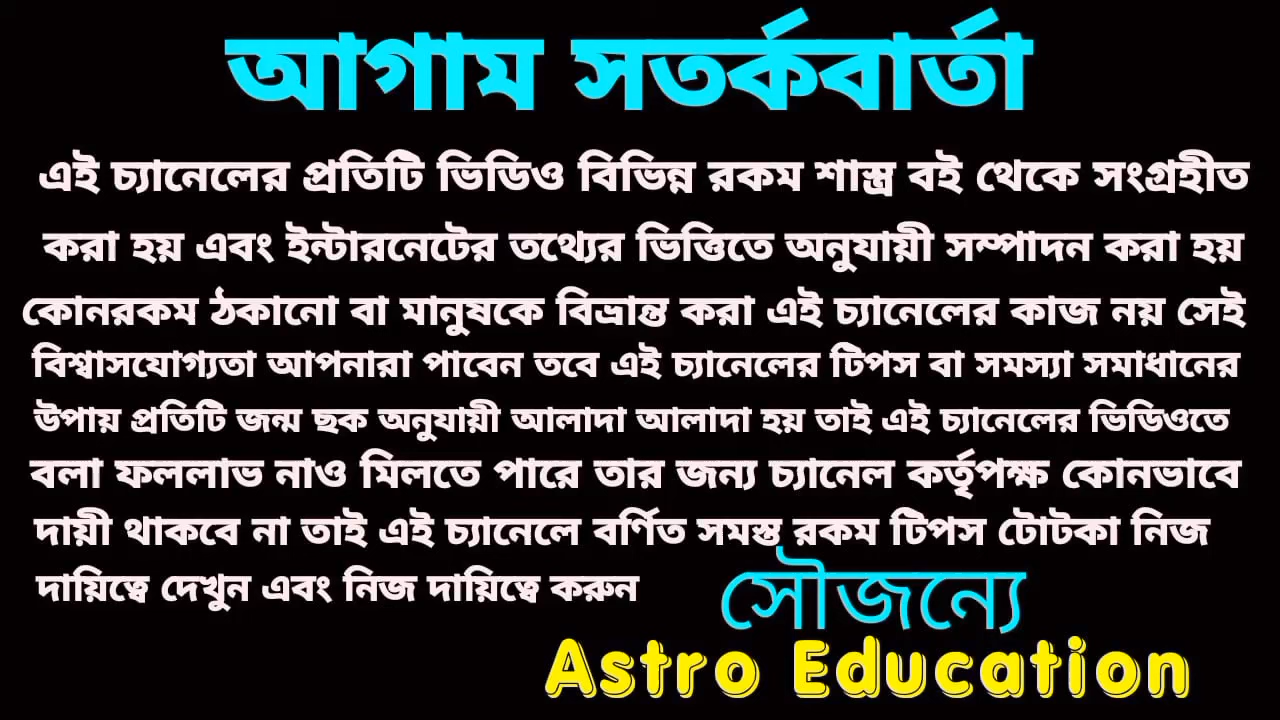 আগাম সতর্কবার্তা
এই চ্যানেলের প্রতিটি ভিডিও বিভিন্ন রকম শাস্ত্র বই থেকে সংগ্রহীত
করা হয় এবং ইন্টারনেটের তথ্যের ভিত্তিতে অনুযায়ী সম্পাদন করা হয়
কোনরকম ঠকানো বা মানুষকে বিভ্রান্ত করা এই চ্যানেলের কাজ নয় সেই
বিশ্বাসযোগ্যতা আপনারা পাবেন তবে এই চ্যানেলের টিপস বা সমস্যা সমাধানের
উপায় প্রতিটি জন্ম ছক অনুযায়ী আলাদা আলাদা হয় তাই এই চ্যানেলের ভিডিওতে
বলা ফললাভ নাও মিলতে পারে তার জন্য চ্যানেল কর্তৃপক্ষ কোনভাবে
দায়ী থাকবে না তাই এই চ্যানেলে বর্ণিত সমস্ত রকম টিপস টোটকা নিজ
দায়িত্বে দেখুন এবং নিজ দায়িত্বে করুন
সৌজন্যে
Astro Education